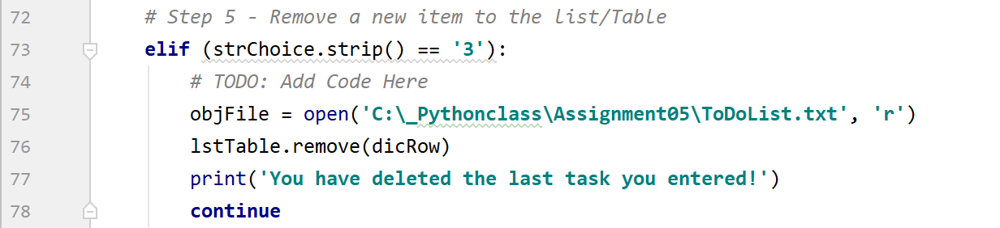 72 # Step 5 - Remove a new item to the list/Table
73 elif (strChoice.strip() == '3'):
74 # TODO: Add Code Here
75 objFile = open('C:\_Pythonclass\Assignment05\ToDoList.txt', 'r')
76 lstTable.remove(dicRow)
77 print('You have deleted the last task you entered!')
78 continue